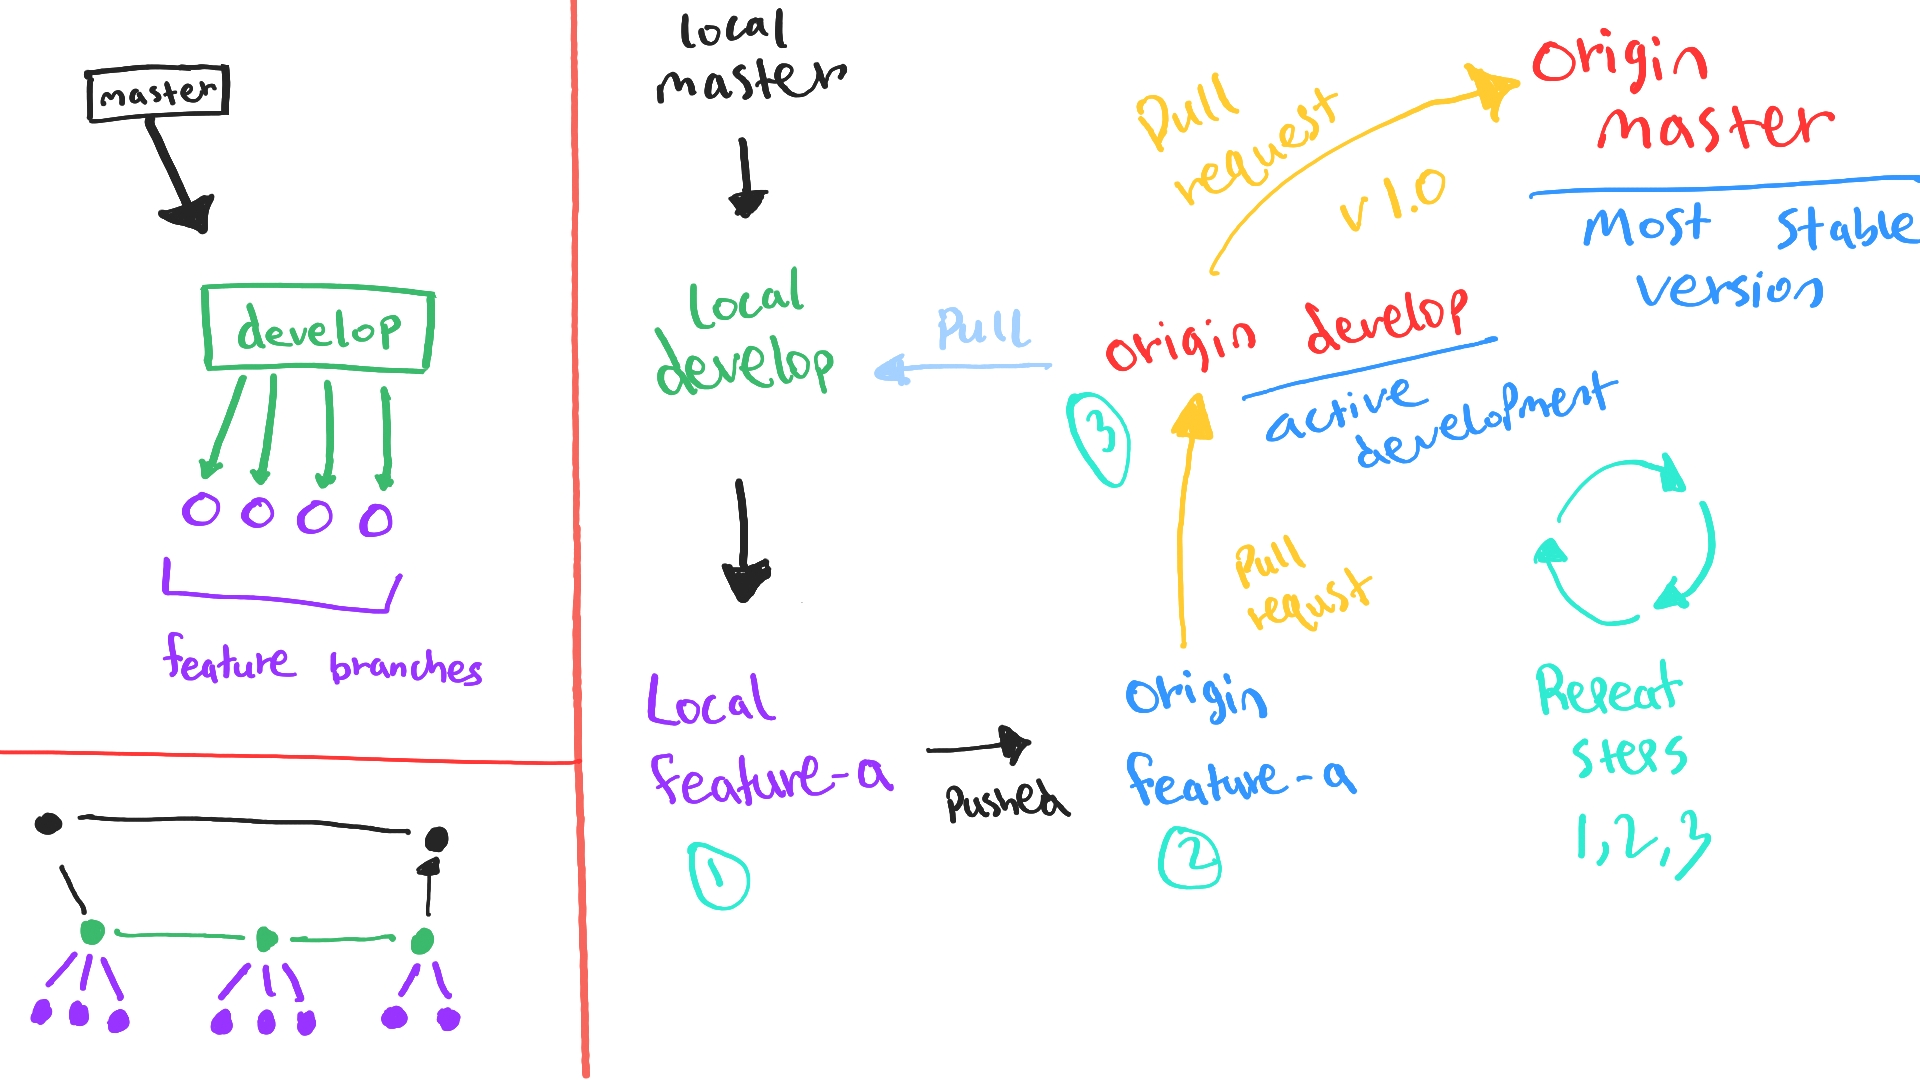 master
develop
feature branches
local
master
local
develop
Local
feature-a
1
Pushed
Pull
Pull
request
v1.0
Origin
master
Most stable
version
origin develop
active
development
3
Pull
requst
Origin
feature-a
2
Repeat
steps
1,2,3